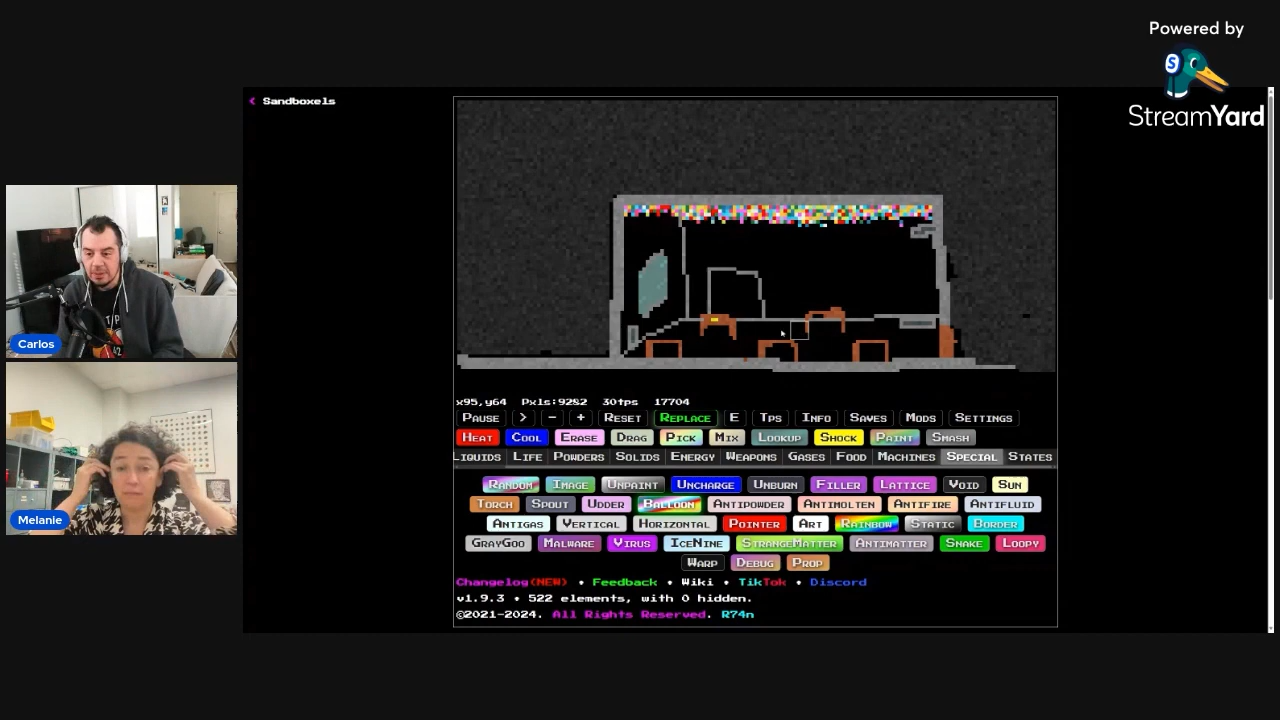 Powered by
StreamYard
< Sandboxels
Carlos
Melanie
x95,y64 Pxls:9282 30tps 17704
PAUSE > - + RESET REPLACE E TPS INFO SAVES MODS SETTINGS
HEAT COOL ERASE DRAG PICK MIX LOOKUP SHOCK PAINT SMASH
LIQUIDS LIFE POWDERS SOLIDS ENERGY WEAPONS GASES FOOD MACHINES SPECIAL STATES
RANDOM IMAGE UNPAINT UNCHARGE UNBURN FILLER LATTICE VOID SUN
TORCH SPOUT UDDER BALLOON ANTIPOWDER ANTIMOLTEN ANTIFIRE ANTIFLUID
ANTIGAS VERTICAL HORIZONTAL POINTER ART RAINBOW STATIC BORDER
GRAYGOO MALWARE VIRUS ICENINE STRANGEMATTER ANTIMATTER SNAKE LOOPY
WARP DEBUG PROP
Changelog(NEW) • Feedback • Wiki • TikTok • Discord
v1.9.3 • 522 elements, with 0 hidden.
©2021-2024. All Rights Reserved. R74n